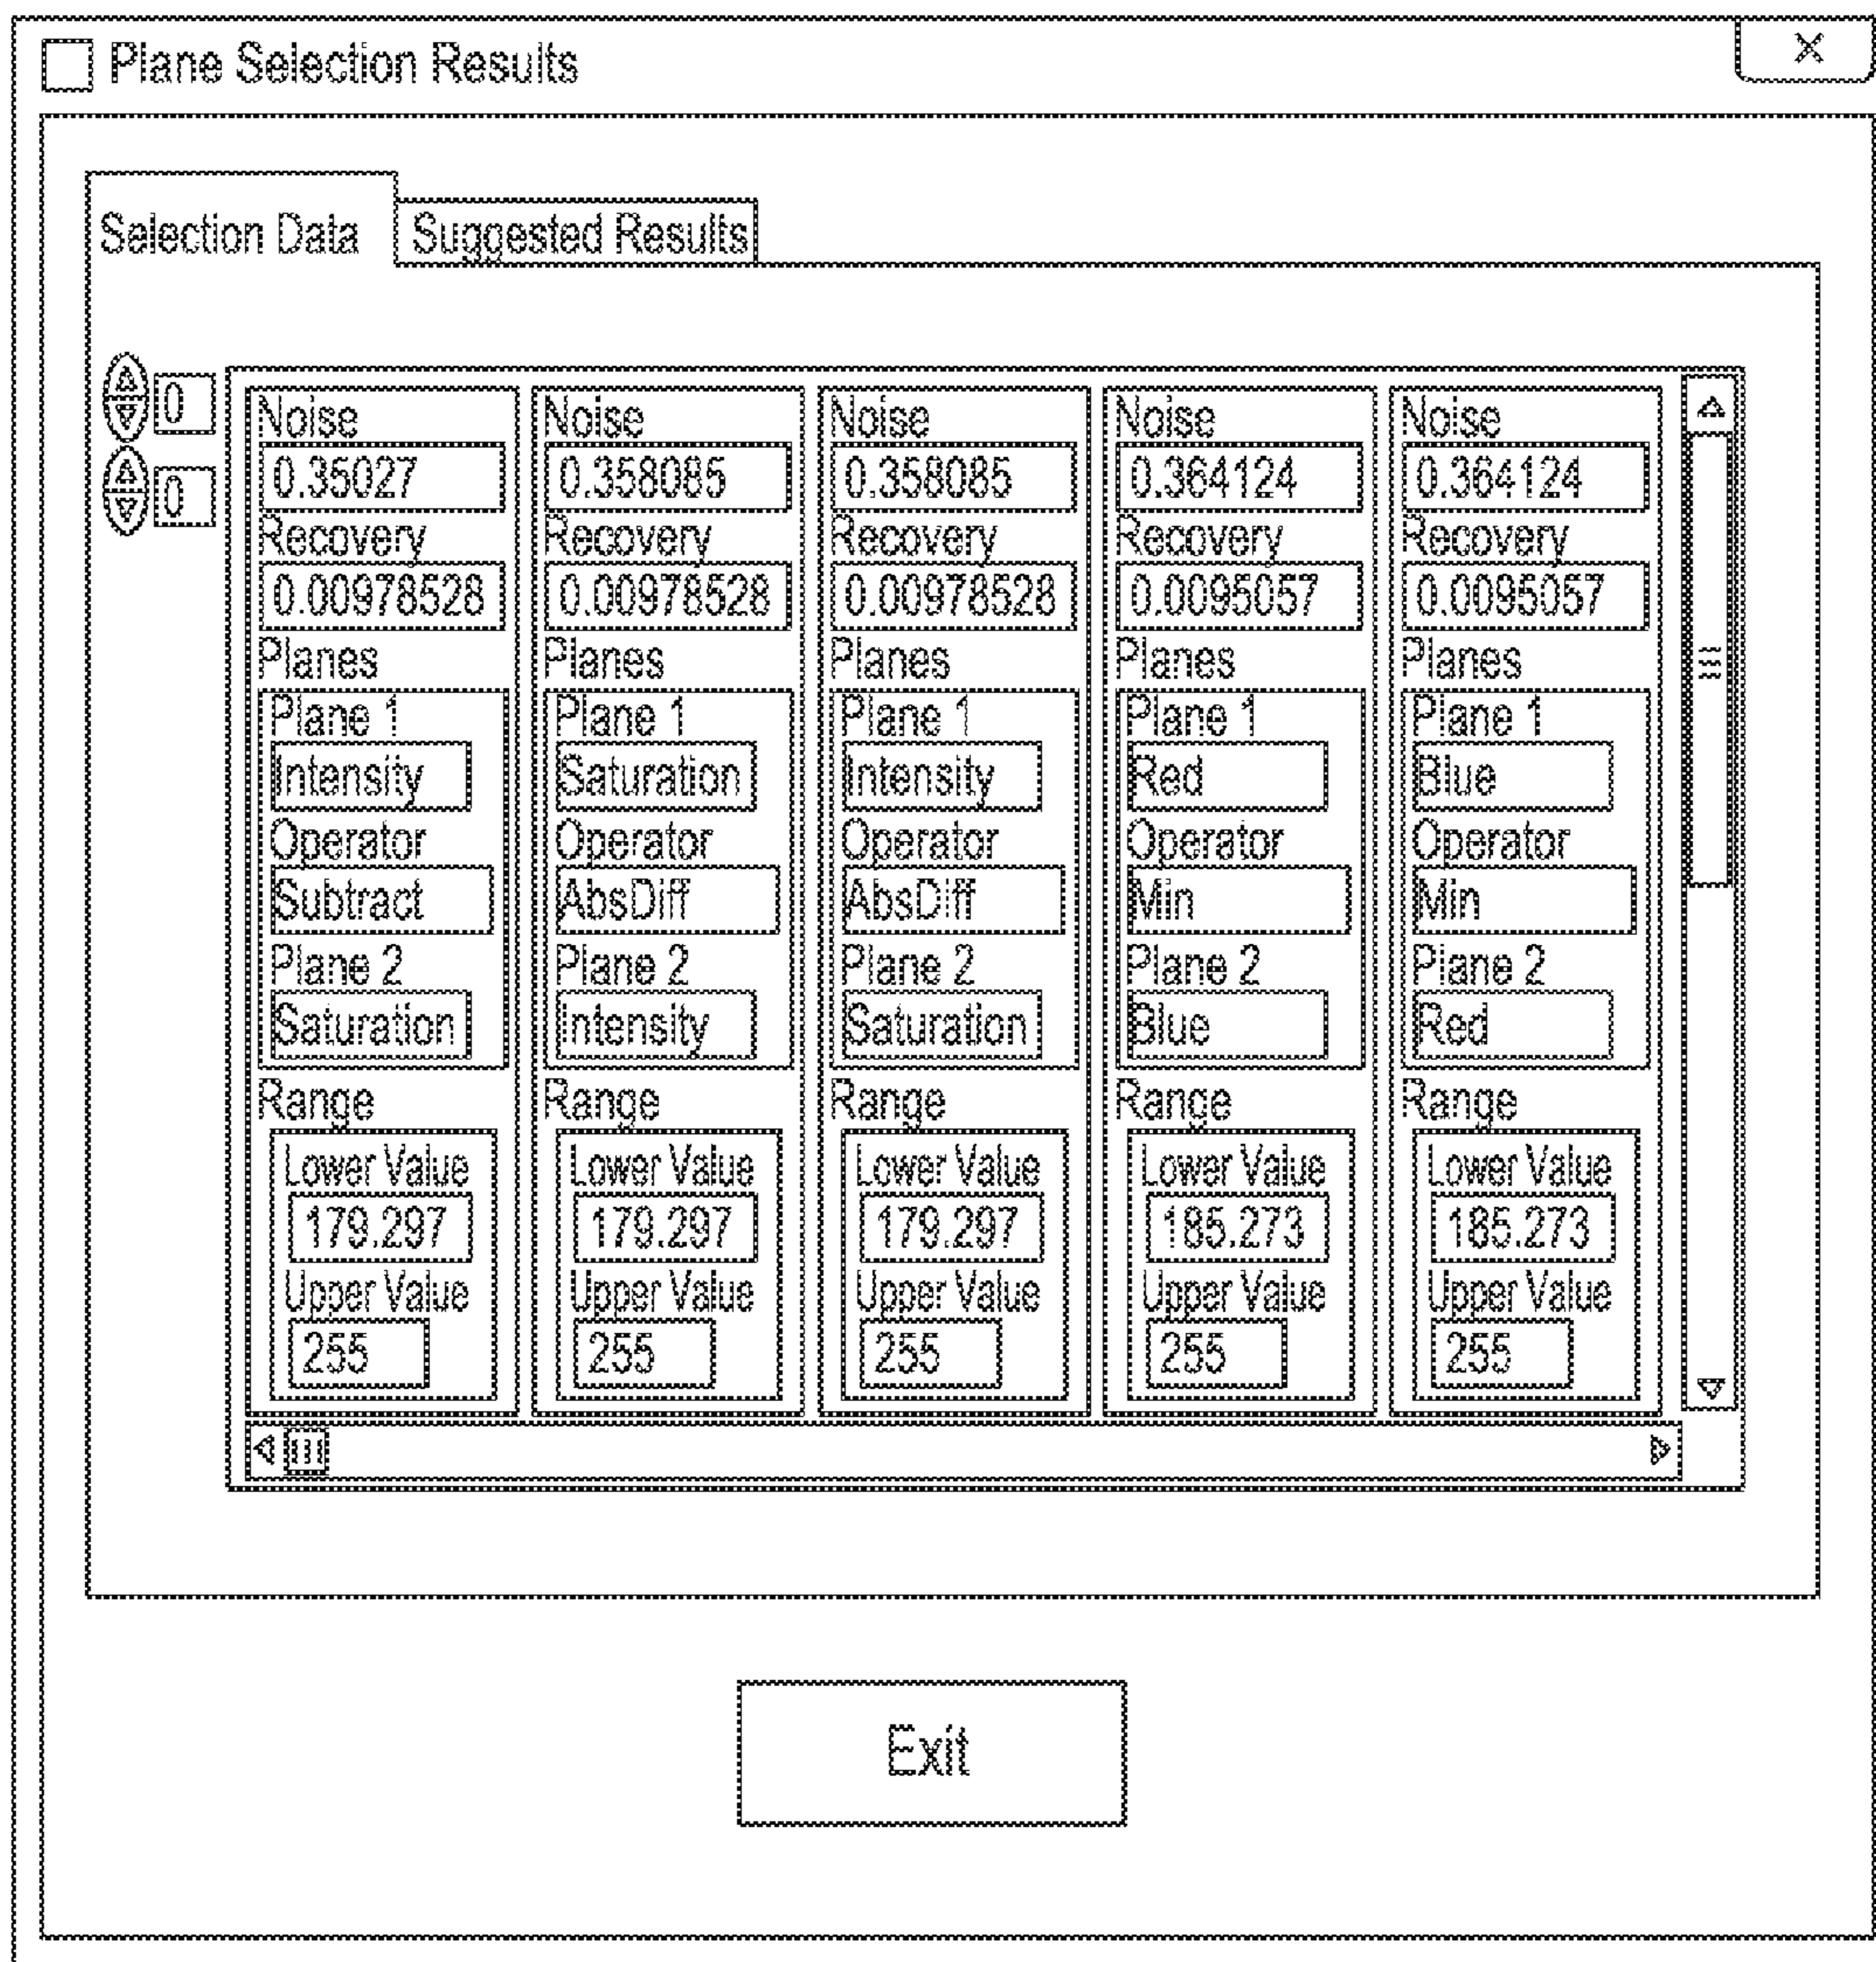 Plane Selection Results X
Selection Data Suggested Results
0
0
Noise Noise Noise Noise Noise
0.35027 0.358085 0.358085 0.364124 0.364124
Recovery Recovery Recovery Recovery Recovery
0.00978528 0.00978528 0.00978528 0.0095057 0.0095057
Planes Planes Planes Planes Planes
Plane 1 Plane 1 Plane 1 Plane 1 Plane 1
Intensity Saturation Intensity Red Blue
Operator Operator Operator Operator Operator
Subtract AbsDiff AbsDiff Min Min
Plane 2 Plane 2 Plane 2 Plane 2 Plane 2
Saturation Intensity Saturation Blue Red
Range Range Range Range Range
Lower Value Lower Value Lower Value Lower Value Lower Value
179.297 179.297 179.297 185.273 185.273
Upper Value Upper Value Upper Value Upper Value Upper Value
255 255 255 255 255
Exit